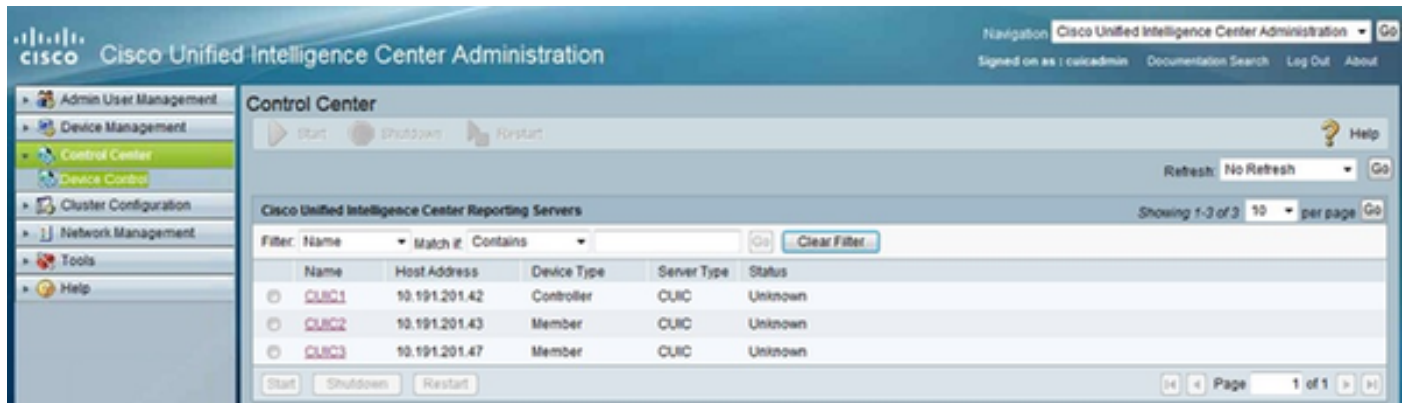 Navigation Cisco Unified Intelligence Center Administration Go
cisco Cisco Unified Intelligence Center Administration
Signed on as : cuicadmin Documentation Search Log Out About
Admin User Management
Device Management
Control Center
Device Control
Cluster Configuration
Network Management
Tools
Help
Control Center
Start Shutdown Restart
Help
Refresh: No Refresh Go
Cisco Unified Intelligence Center Reporting Servers Showing 1-3 of 3 10 per page Go
Filter: Name Match if: Contains Go Clear Filter
Name Host Address Device Type Server Type Status
CUIC1 10.191.201.42 Controller CUIC Unknown
CUIC2 10.191.201.43 Member CUIC Unknown
CUIC3 10.191.201.47 Member CUIC Unknown
Start Shutdown Restart Page 1 of 1